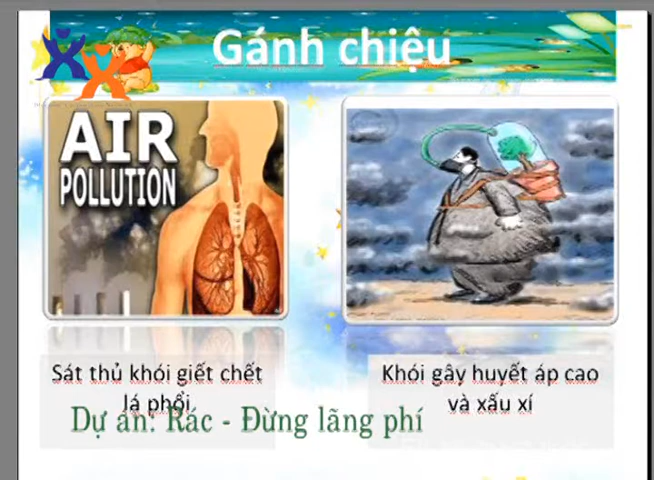 Gánh chiệu
AIR
POLLUTION
Sát thủ khói giết chết
lá phổi
Khói gây huyết áp cao
và xấu xí
Dự án: Rác - Đừng lãng phí